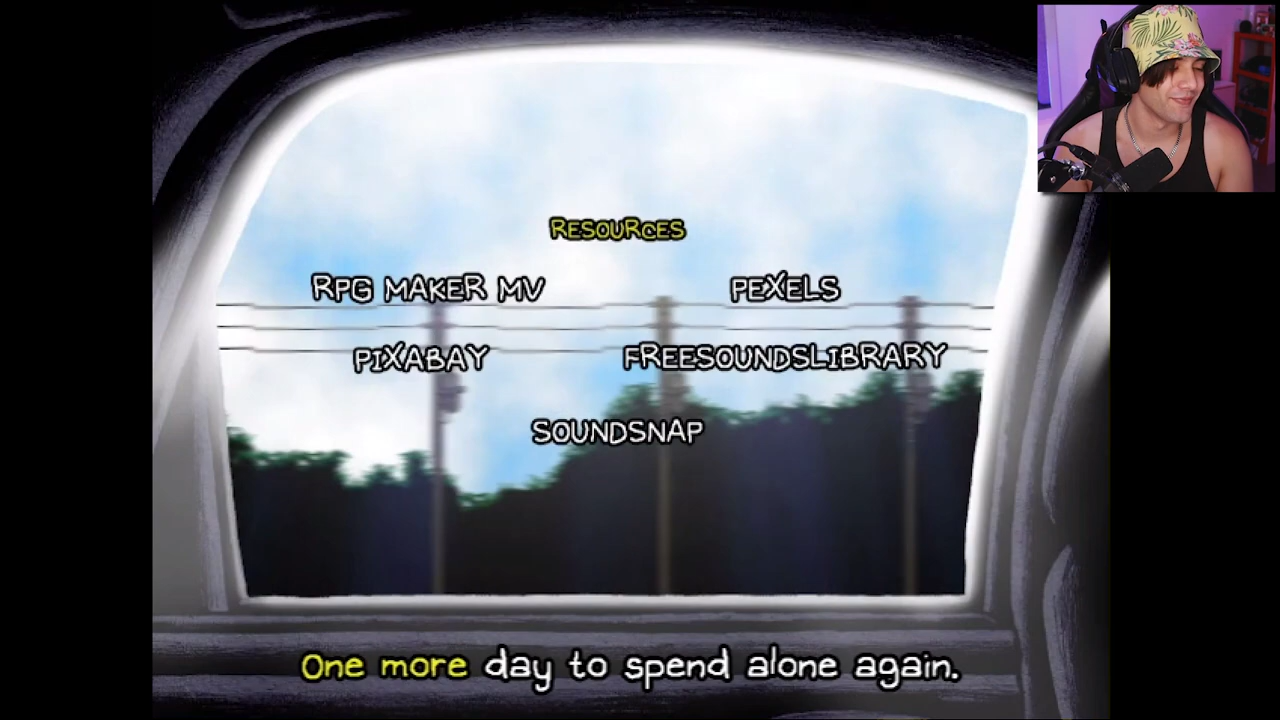 RESOURCES
RPG MAKER MV PEXELS
PIXABAY FREESOUNDSLIBRARY
SOUNDSNAP
One more day to spend alone again.